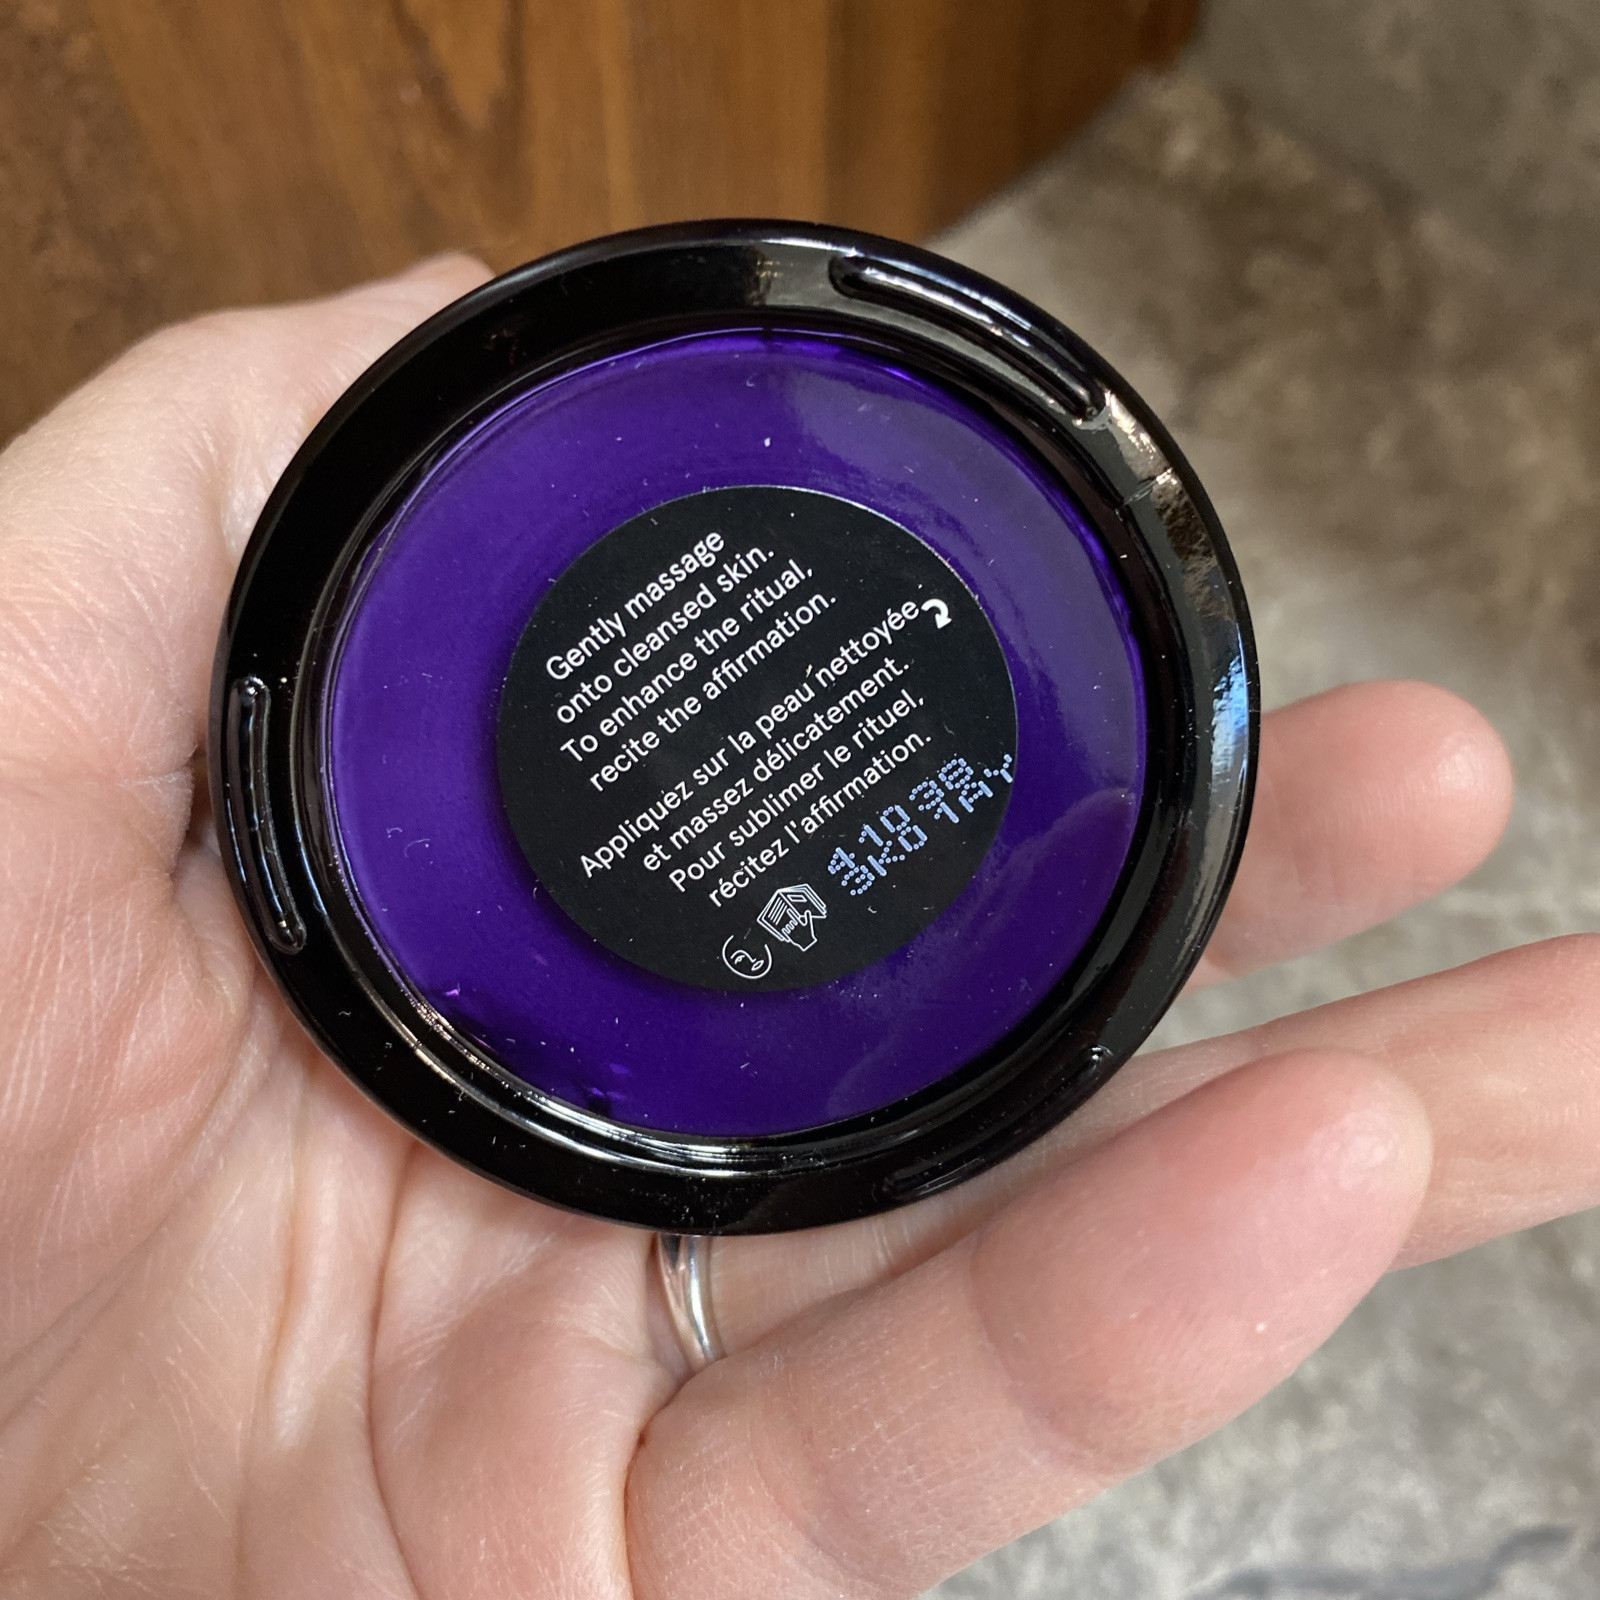 Gently massage
onto cleansed skin.
To enhance the ritual,
recite the affirmation.
Appliquez sur la peau nettoyée
et massez délicatement.
Pour sublimer le rituel,
récitez l'affirmation.